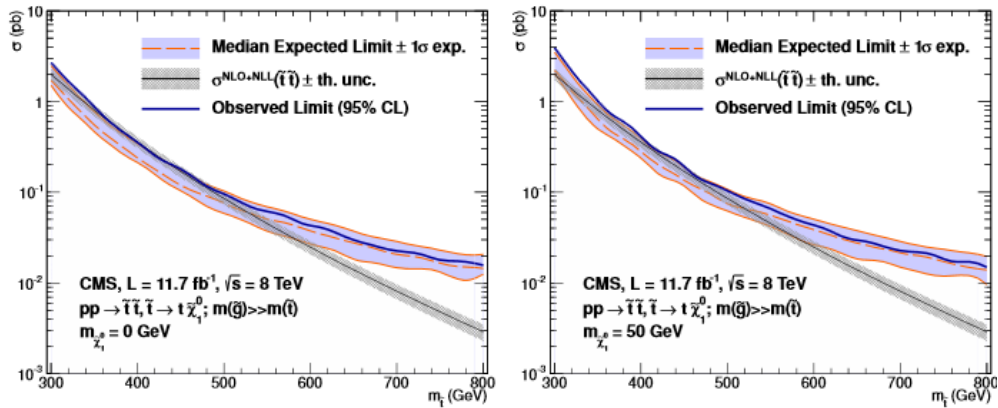 σ (pb)
10
1
10⁻¹
10⁻²
10⁻³
300 400 500 600 700 800
m_t̃ (GeV)
Median Expected Limit ± 1σ exp.
σ^NLO+NLL(t̃ t̃) ± th. unc.
Observed Limit (95% CL)
CMS, L = 11.7 fb⁻¹, √s = 8 TeV
pp → t̃ t̃, t̃ → t χ̃₁⁰; m(g̃)>>m(t̃)
m_χ̃₁⁰ = 0 GeV
σ (pb)
10
1
10⁻¹
10⁻²
10⁻³
300 400 500 600 700 800
m_t̃ (GeV)
Median Expected Limit ± 1σ exp.
σ^NLO+NLL(t̃ t̃) ± th. unc.
Observed Limit (95% CL)
CMS, L = 11.7 fb⁻¹, √s = 8 TeV
pp → t̃ t̃, t̃ → t χ̃₁⁰; m(g̃)>>m(t̃)
m_χ̃₁⁰ = 50 GeV